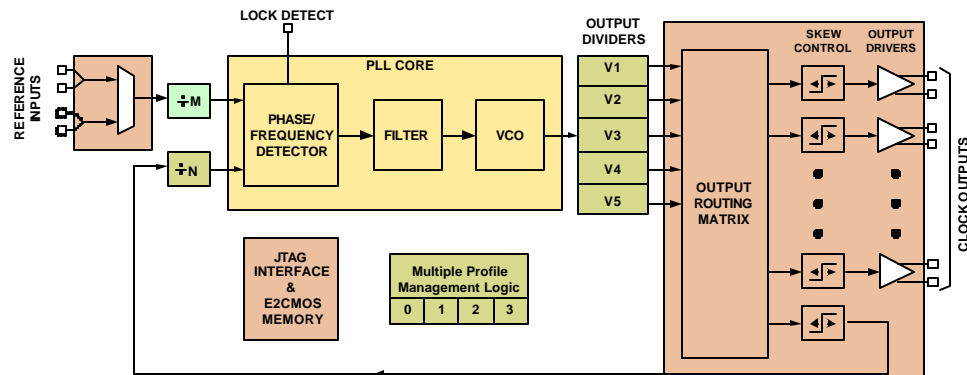 LOCK DETECT
OUTPUT
DIVIDERS
SKEW
CONTROL
OUTPUT
DRIVERS
REFERENCE
INPUTS
÷M
÷N
PLL CORE
PHASE/
FREQUENCY
DETECTOR
FILTER
VCO
V1
V2
V3
V4
V5
OUTPUT
ROUTING
MATRIX
CLOCK OUTPUTS
JTAG
INTERFACE
&
E2CMOS
MEMORY
Multiple Profile
Management Logic
0 1 2 3